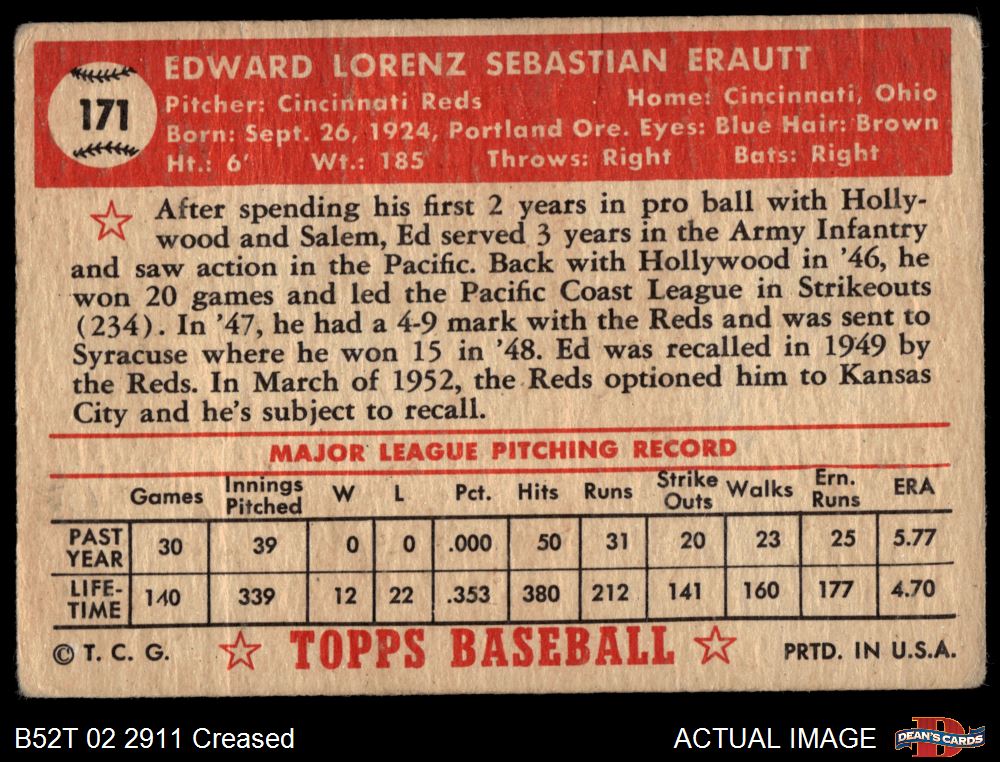 171
EDWARD LORENZ SEBASTIAN ERAUTT
Pitcher: Cincinnati Reds Home: Cincinnati, Ohio
Born: Sept. 26, 1924, Portland Ore. Eyes: Blue Hair: Brown
Ht.: 6' Wt.: 185 Throws: Right Bats: Right
After spending his first 2 years in pro ball with Holly-
wood and Salem, Ed served 3 years in the Army Infantry
and saw action in the Pacific. Back with Hollywood in '46, he
won 20 games and led the Pacific Coast League in Strikeouts
(234). In '47, he had a 4-9 mark with the Reds and was sent to
Syracuse where he won 15 in '48. Ed was recalled in 1949 by
the Reds. In March of 1952, the Reds optioned him to Kansas
City and he's subject to recall.
MAJOR LEAGUE PITCHING RECORD
Games Innings Pitched W L Pct. Hits Runs Strike Outs Walks Ern. Runs ERA
PAST YEAR 30 39 0 0 .000 50 31 20 23 25 5.77
LIFE-TIME 140 339 12 22 .353 380 212 141 160 177 4.70
© T. C. G. TOPPS BASEBALL PRTD. IN U.S.A.
B52T 02 2911 Creased ACTUAL IMAGE DEAN'S CARDS